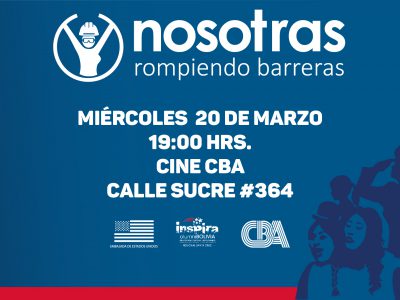 nosotras
rompiendo barreras
MIÉRCOLES 20 DE MARZO
19:00 HRS.
CINE CBA
CALLE SUCRE #364
EMBAJADA DE ESTADOS UNIDOS
inspira
alumniBOLIVIA
CBA